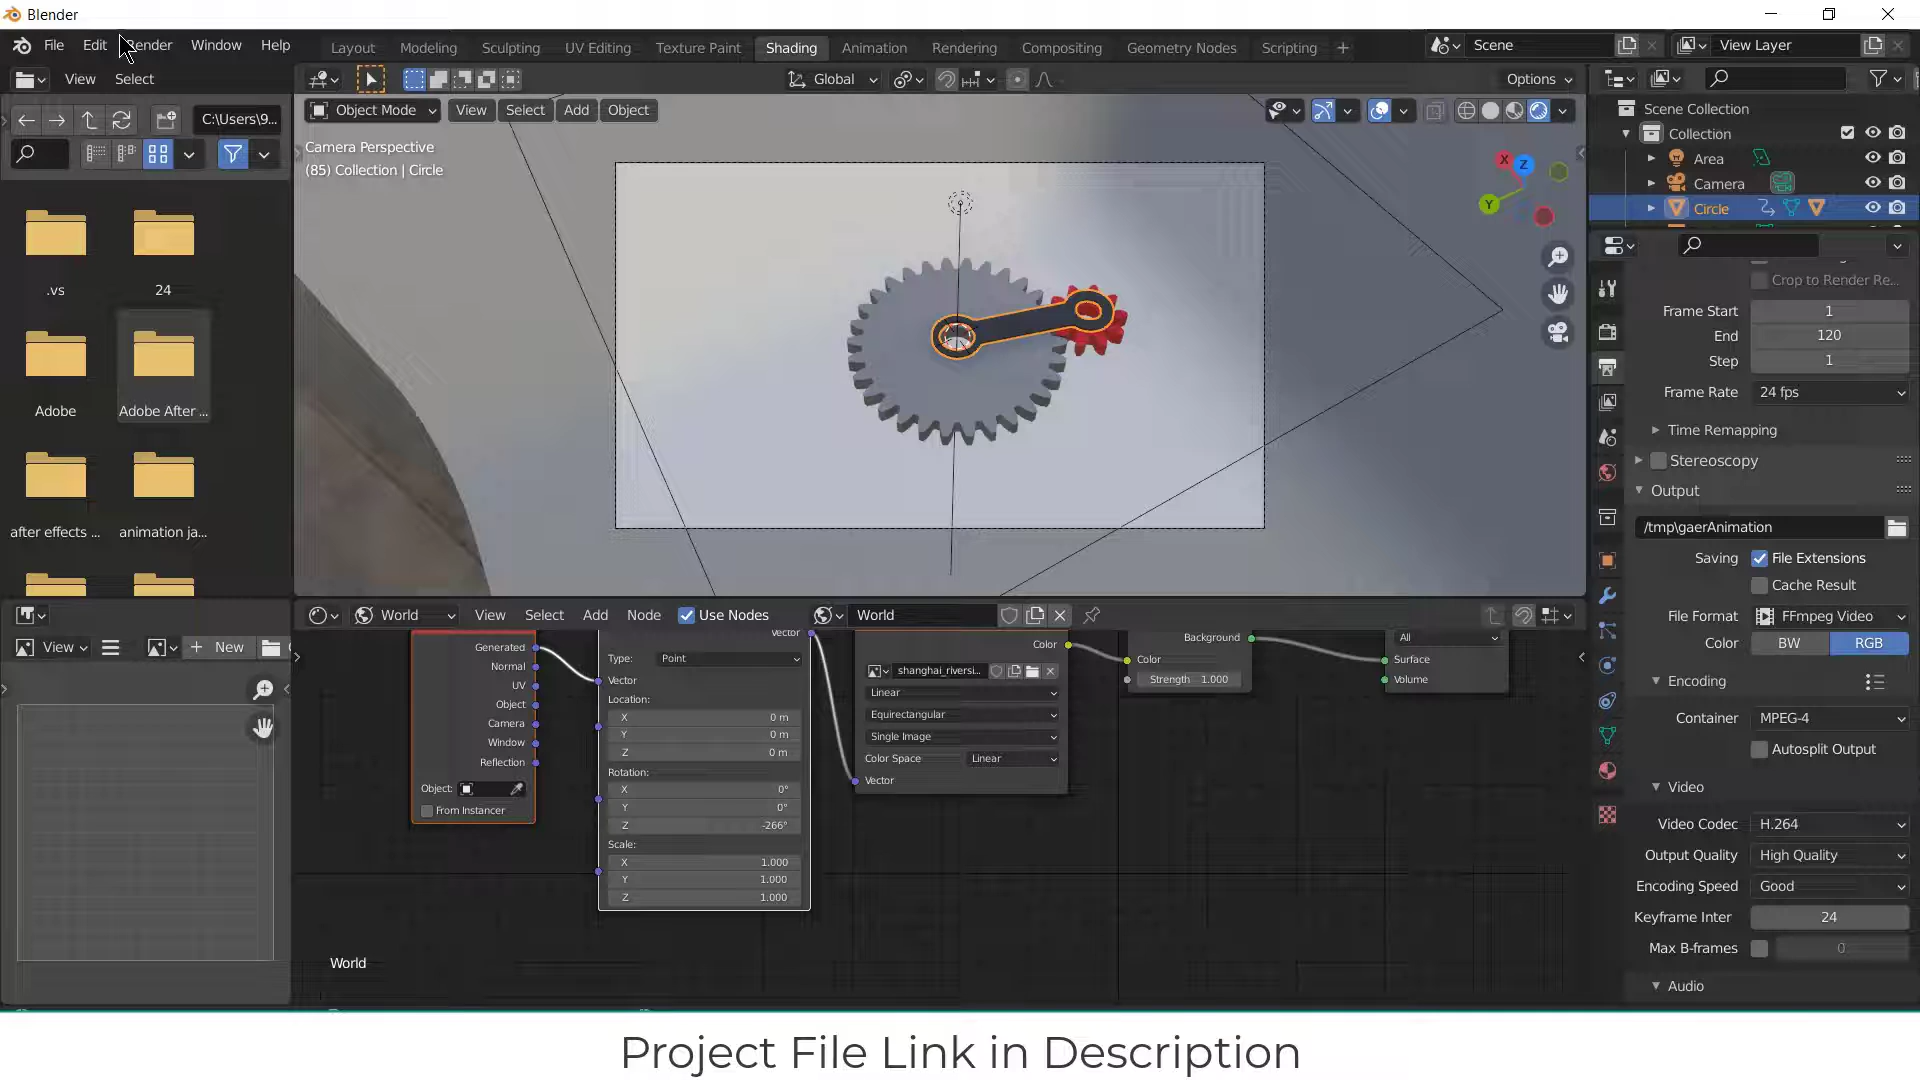 Blender
File Edit Render Window Help
Layout Modeling Sculpting UV Editing Texture Paint Shading Animation Rendering Compositing Geometry Nodes Scripting +
Scene
View Layer
View Select
Global
Options
C:\Users\9...
Object Mode View Select Add Object
Camera Perspective
(85) Collection | Circle
X Z
Y
Scene Collection
Collection
Area
Camera
Circle
.vs
24
Adobe
Adobe After ...
after effects ...
animation ja...
Crop to Render Re...
Frame Start 1
End 120
Step 1
Frame Rate 24 fps
Time Remapping
Stereoscopy
Output
/tmp\gaerAnimation
Saving File Extensions
Cache Result
File Format FFmpeg Video
Color BW RGB
Encoding
Container MPEG-4
Autosplit Output
Video
Video Codec H.264
Output Quality High Quality
Encoding Speed Good
Keyframe Inter 24
Max B-frames 0
Audio
World View Select Add Node Use Nodes World
View New
Generated
Normal
UV
Object
Camera
Window
Reflection
Object:
From Instancer
Vector
Type: Point
Vector
Location:
X 0 m
Y 0 m
Z 0 m
Rotation:
X 0°
Y 0°
Z -266°
Scale:
X 1.000
Y 1.000
Z 1.000
Color
shanghai_riversi...
Linear
Equirectangular
Single Image
Color Space Linear
Vector
Background
Color
Strength 1.000
All
Surface
Volume
World
Project File Link in Description